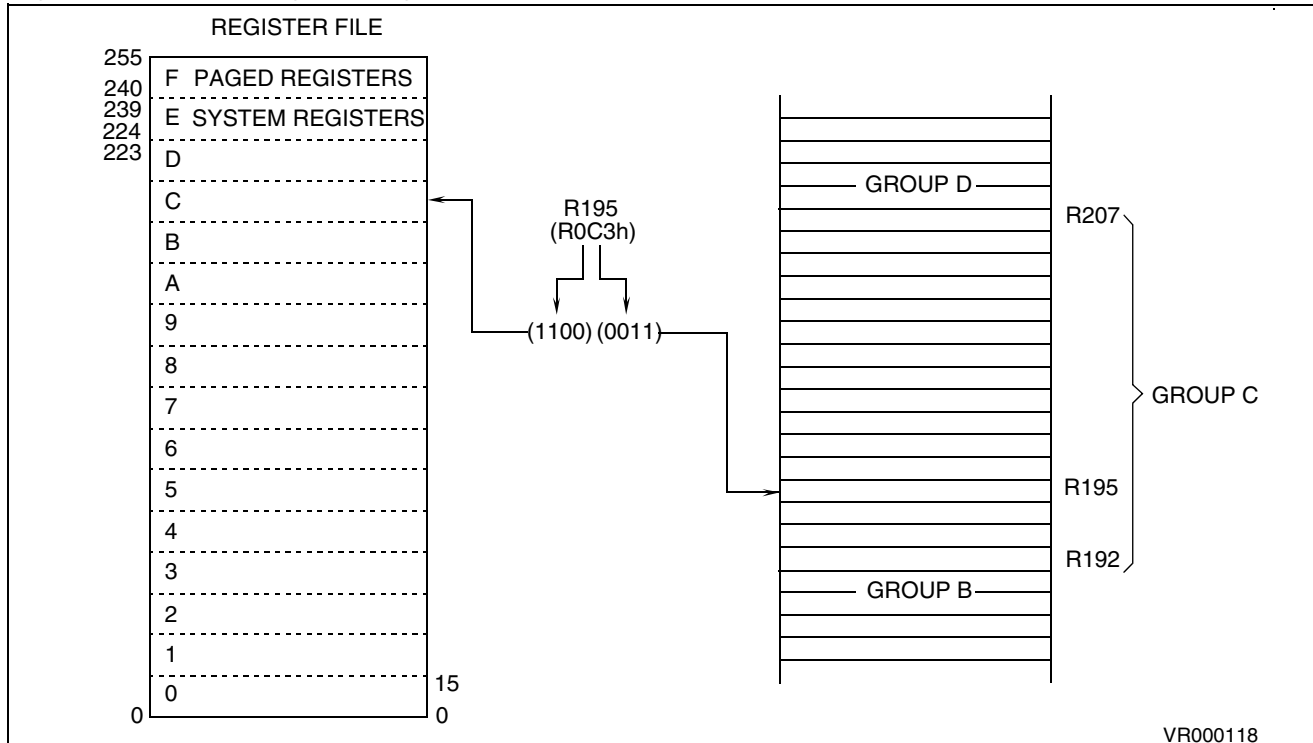 REGISTER FILE
255
240
239
224
223
F PAGED REGISTERS
E SYSTEM REGISTERS
D
C
B
A
9
8
7
6
5
4
3
2
1
0
15
0
0
R195
(R0C3h)
(1100) (0011)
GROUP D
R207
GROUP C
R195
R192
GROUP B
VR000118